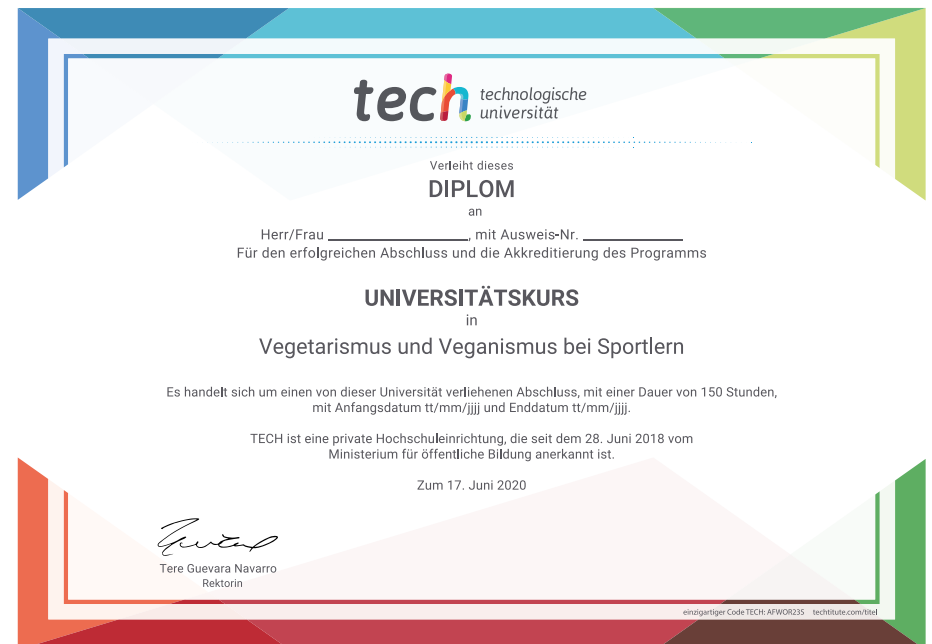 tech technologische
universität
Verleiht dieses
DIPLOM
an
Herr/Frau ____________________, mit Ausweis-Nr. ______________
Für den erfolgreichen Abschluss und die Akkreditierung des Programms
UNIVERSITÄTSKURS
in
Vegetarismus und Veganismus bei Sportlern
Es handelt sich um einen von dieser Universität verliehenen Abschluss, mit einer Dauer von 150 Stunden,
mit Anfangsdatum tt/mm/jjjj und Enddatum tt/mm/jjjj.
TECH ist eine private Hochschuleinrichtung, die seit dem 28. Juni 2018 vom
Ministerium für öffentliche Bildung anerkannt ist.
Zum 17. Juni 2020
Tere Guevara Navarro
Rektorin
einzigartiger Code TECH: AFWOR23S techtitute.com/titel